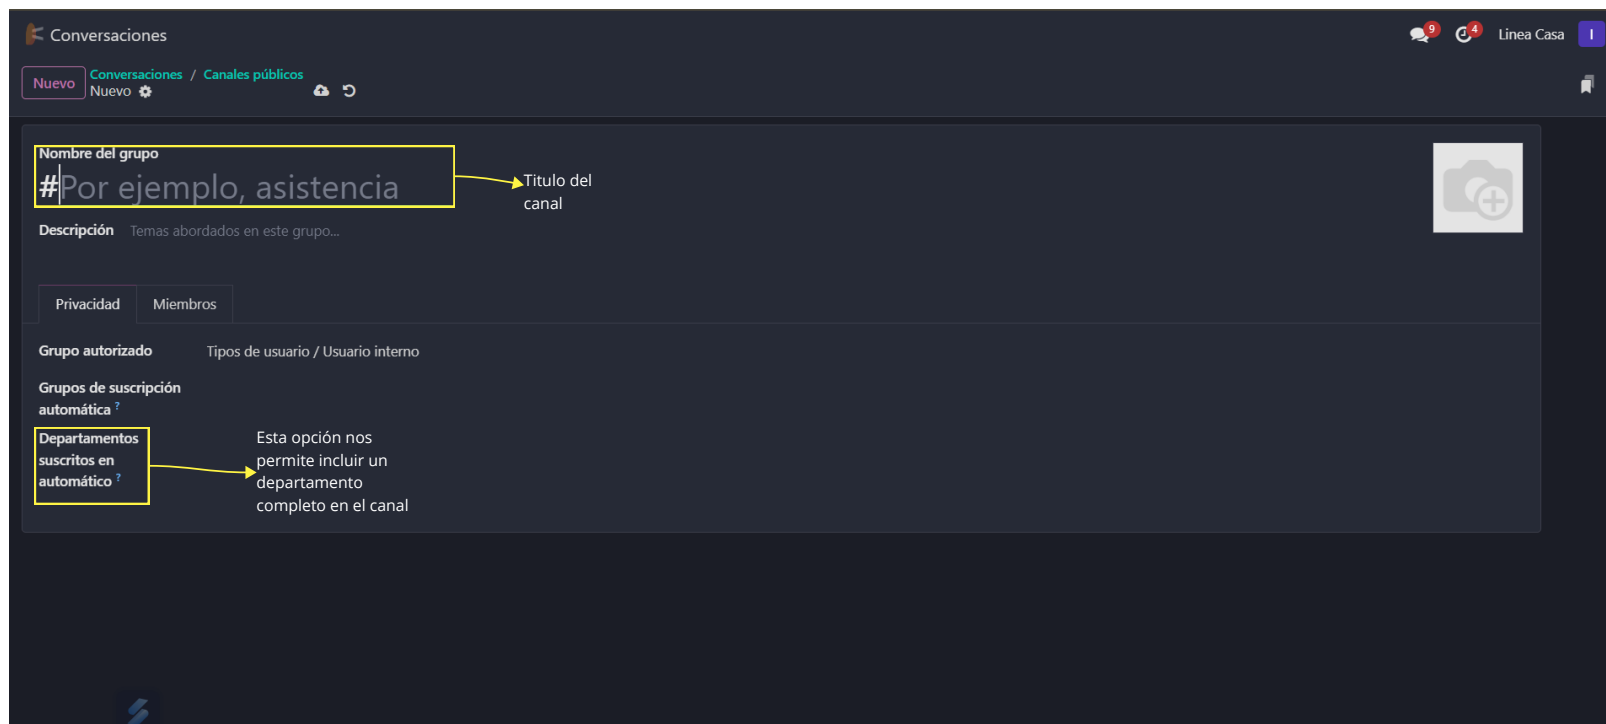 Conversaciones
9
4
Linea Casa
I
Nuevo
Conversaciones / Canales públicos
Nuevo
Nombre del grupo
#Por ejemplo, asistencia
Titulo del
canal
Descripción Temas abordados en este grupo...
Privacidad
Miembros
Grupo autorizado Tipos de usuario / Usuario interno
Grupos de suscripción
automática ?
Departamentos
suscritos en
automático ?
Esta opción nos
permite incluir un
departamento
completo en el canal